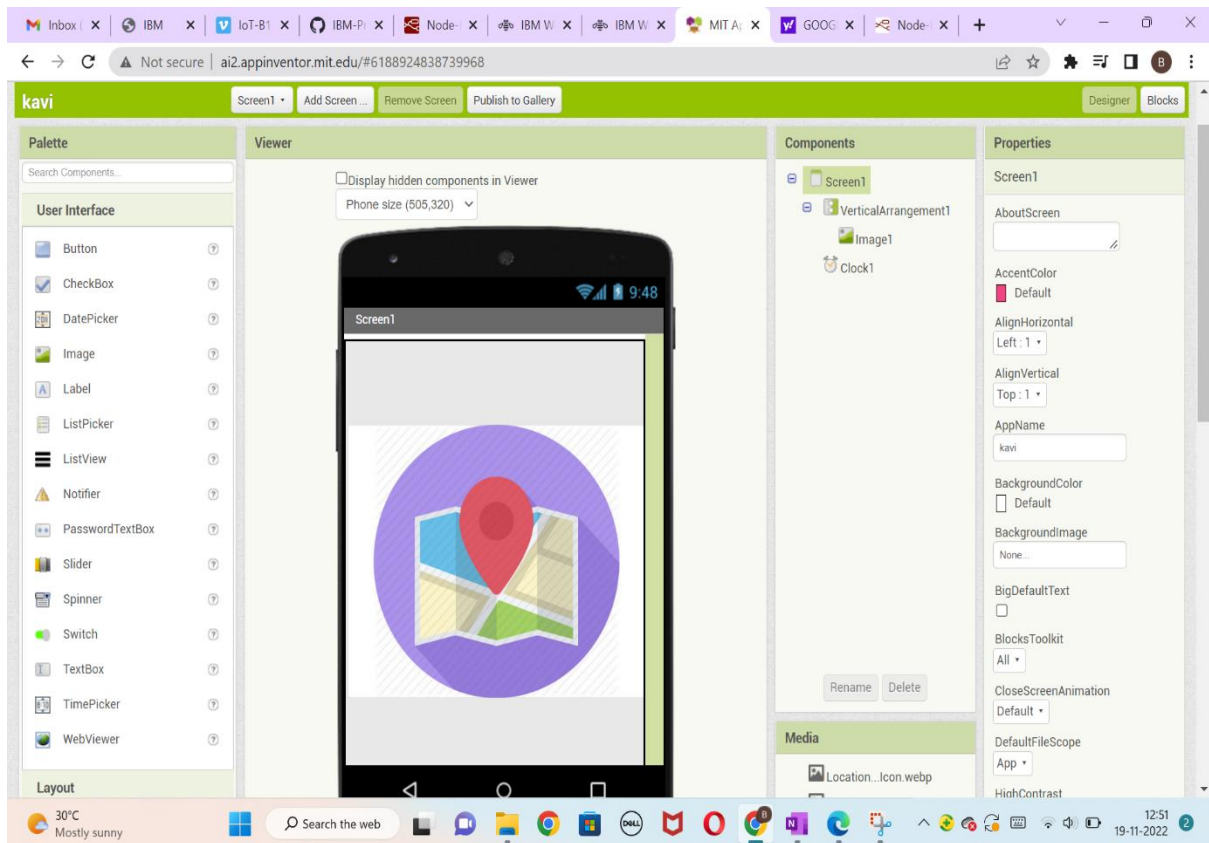 Inbox (
IBM
IoT-B1
IBM-Pr
Node-
IBM W
IBM W
MIT A
GOOG
Node-
Not secure | ai2.appinventor.mit.edu/#6188924838739968
B
kavi
Screen1
Add Screen ...
Remove Screen
Publish to Gallery
Designer
Blocks
Palette
Search Components...
User Interface
Button
CheckBox
DatePicker
Image
Label
ListPicker
ListView
Notifier
PasswordTextBox
Slider
Spinner
Switch
TextBox
TimePicker
WebViewer
Layout
Viewer
Display hidden components in Viewer
Phone size (505,320)
9:48
Screen1
Components
Screen1
VerticalArrangement1
Image1
Clock1
Rename
Delete
Media
Location...Icon.webp
Properties
Screen1
AboutScreen
AccentColor
Default
AlignHorizontal
Left : 1
AlignVertical
Top : 1
AppName
kavi
BackgroundColor
Default
BackgroundImage
None...
BigDefaultText
BlocksToolkit
All
CloseScreenAnimation
Default
DefaultFileScope
App
HighContrast
30°C
Mostly sunny
Search the web
DELL
12:51
19-11-2022
2